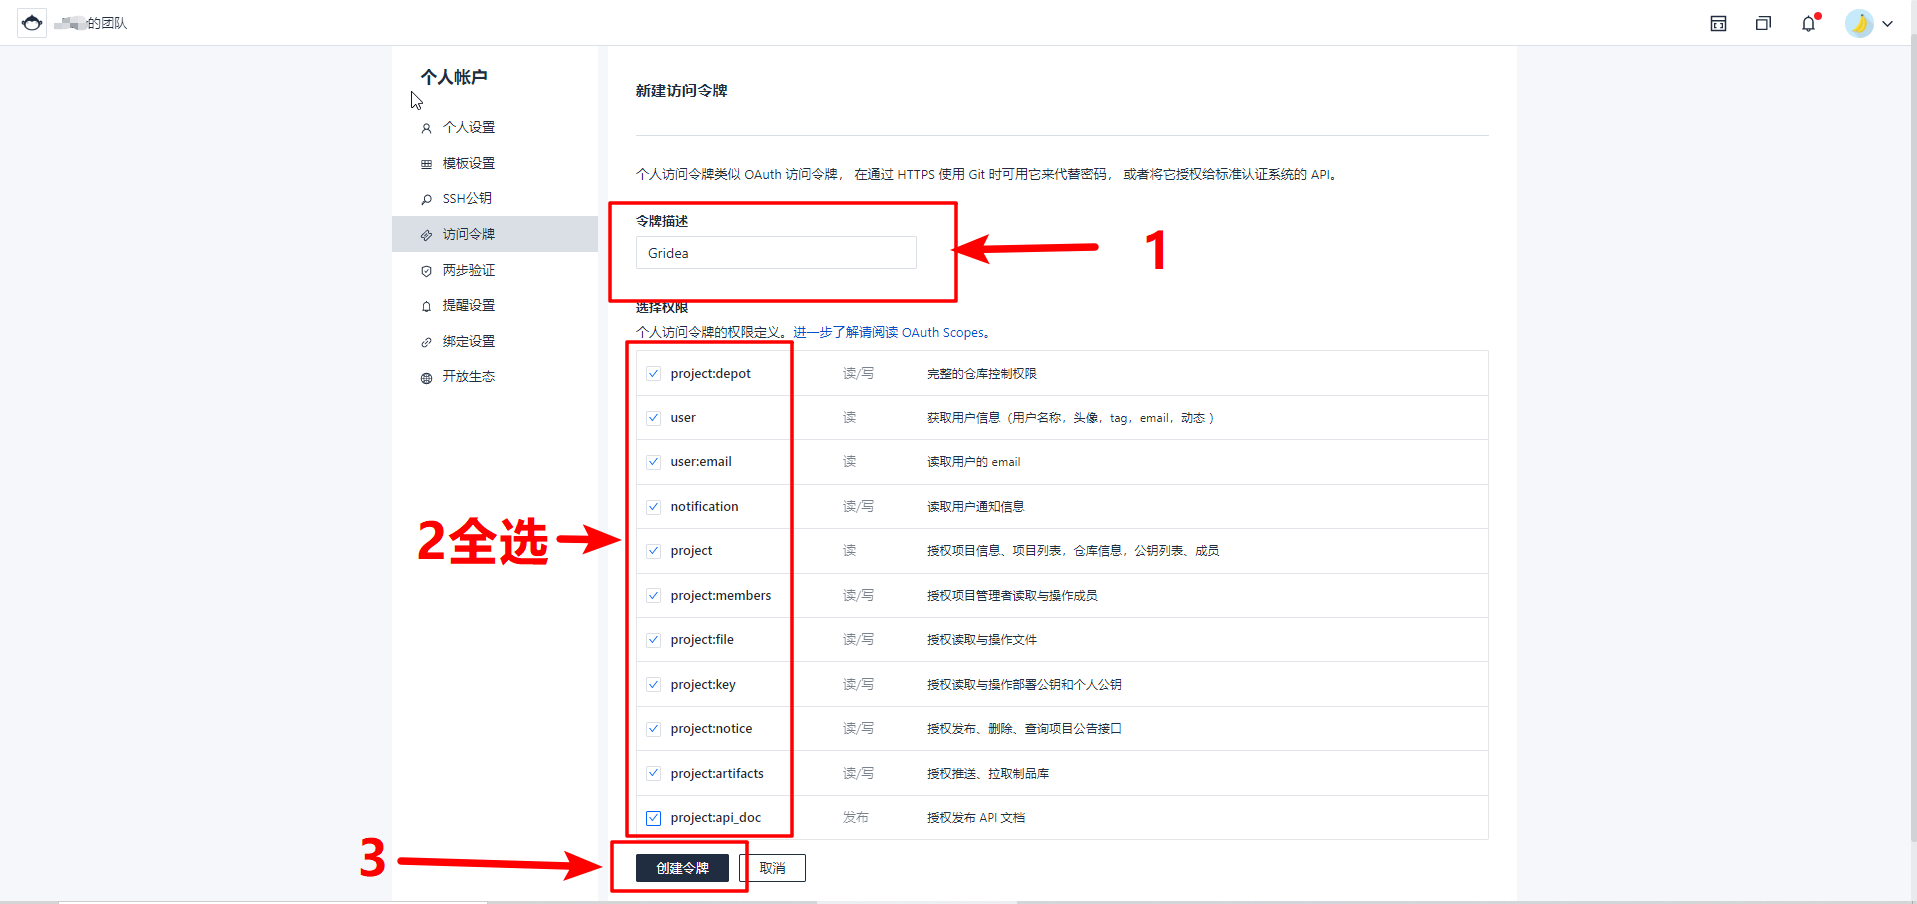 的团队
个人帐户
个人设置
模板设置
SSH公钥
访问令牌
两步验证
提醒设置
绑定设置
开放生态
新建访问令牌
个人访问令牌类似 OAuth 访问令牌， 在通过 HTTPS 使用 Git 时可用它来代替密码， 或者将它授权给标准认证系统的 API。
令牌描述
Gridea
1
选择权限
个人访问令牌的权限定义。进一步了解请阅读 OAuth Scopes。
2全选
project:depot 读/写 完整的仓库控制权限
user 读 获取用户信息（用户名称，头像，tag，email，动态 ）
user:email 读 读取用户的 email
notification 读/写 读取用户通知信息
project 读 授权项目信息、项目列表，仓库信息，公钥列表、成员
project:members 读/写 授权项目管理者读取与操作成员
project:file 读/写 授权读取与操作文件
project:key 读/写 授权读取与操作部署公钥和个人公钥
project:notice 读/写 授权发布、删除、查询项目公告接口
project:artifacts 读/写 授权推送、拉取制品库
project:api_doc 发布 授权发布 API 文档
3
创建令牌 取消